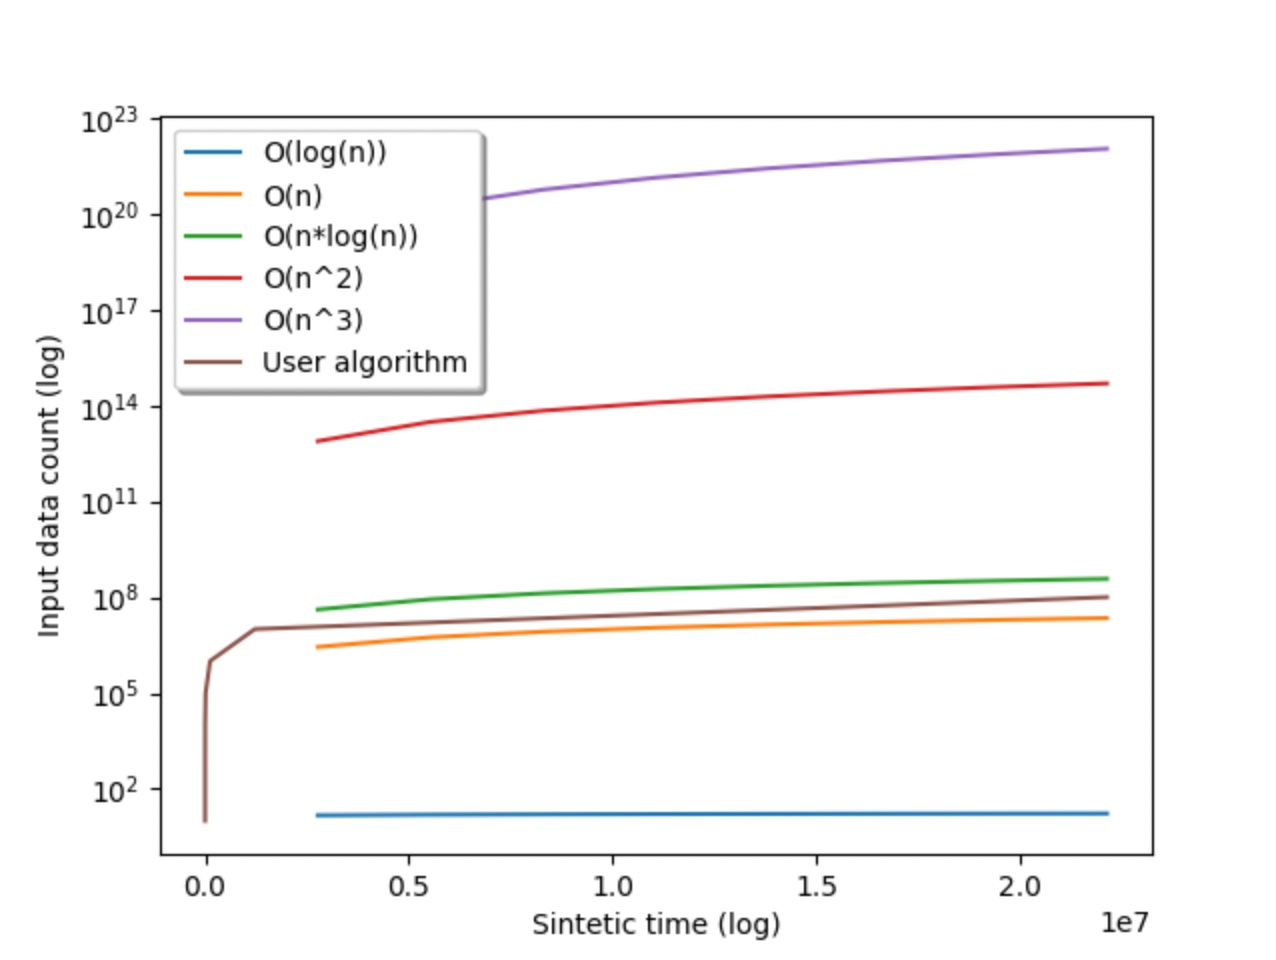 10^23
10^20
10^17
10^14
10^11
10^8
10^5
10^2
Input data count (log)
O(log(n))
O(n)
O(n*log(n))
O(n^2)
O(n^3)
User algorithm
0.0 0.5 1.0 1.5 2.0
Sintetic time (log)
1e7